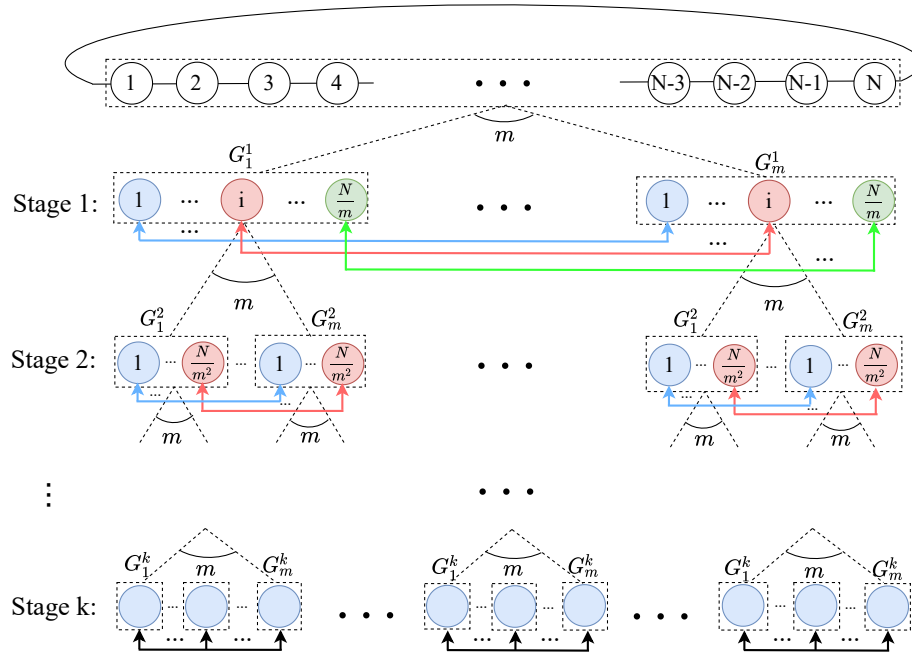 1 2 3 4 • • • N-3 N-2 N-1 N
m
G_1^1 G_m^1
Stage 1: 1 ... i ... N/m • • • 1 ... i ... N/m
... ... ...
m m
G_1^2 G_m^2 G_1^2 G_m^2
Stage 2: 1 ... N/m^2 ... 1 ... N/m^2 • • • 1 ... N/m^2 ... 1 ... N/m^2
... ... ... ...
m m m m
⋮ • • •
G_1^k m G_m^k G_1^k m G_m^k G_1^k m G_m^k
Stage k: ... ... • • • ... ... • • • ... ...
... ... ... ... ... ...